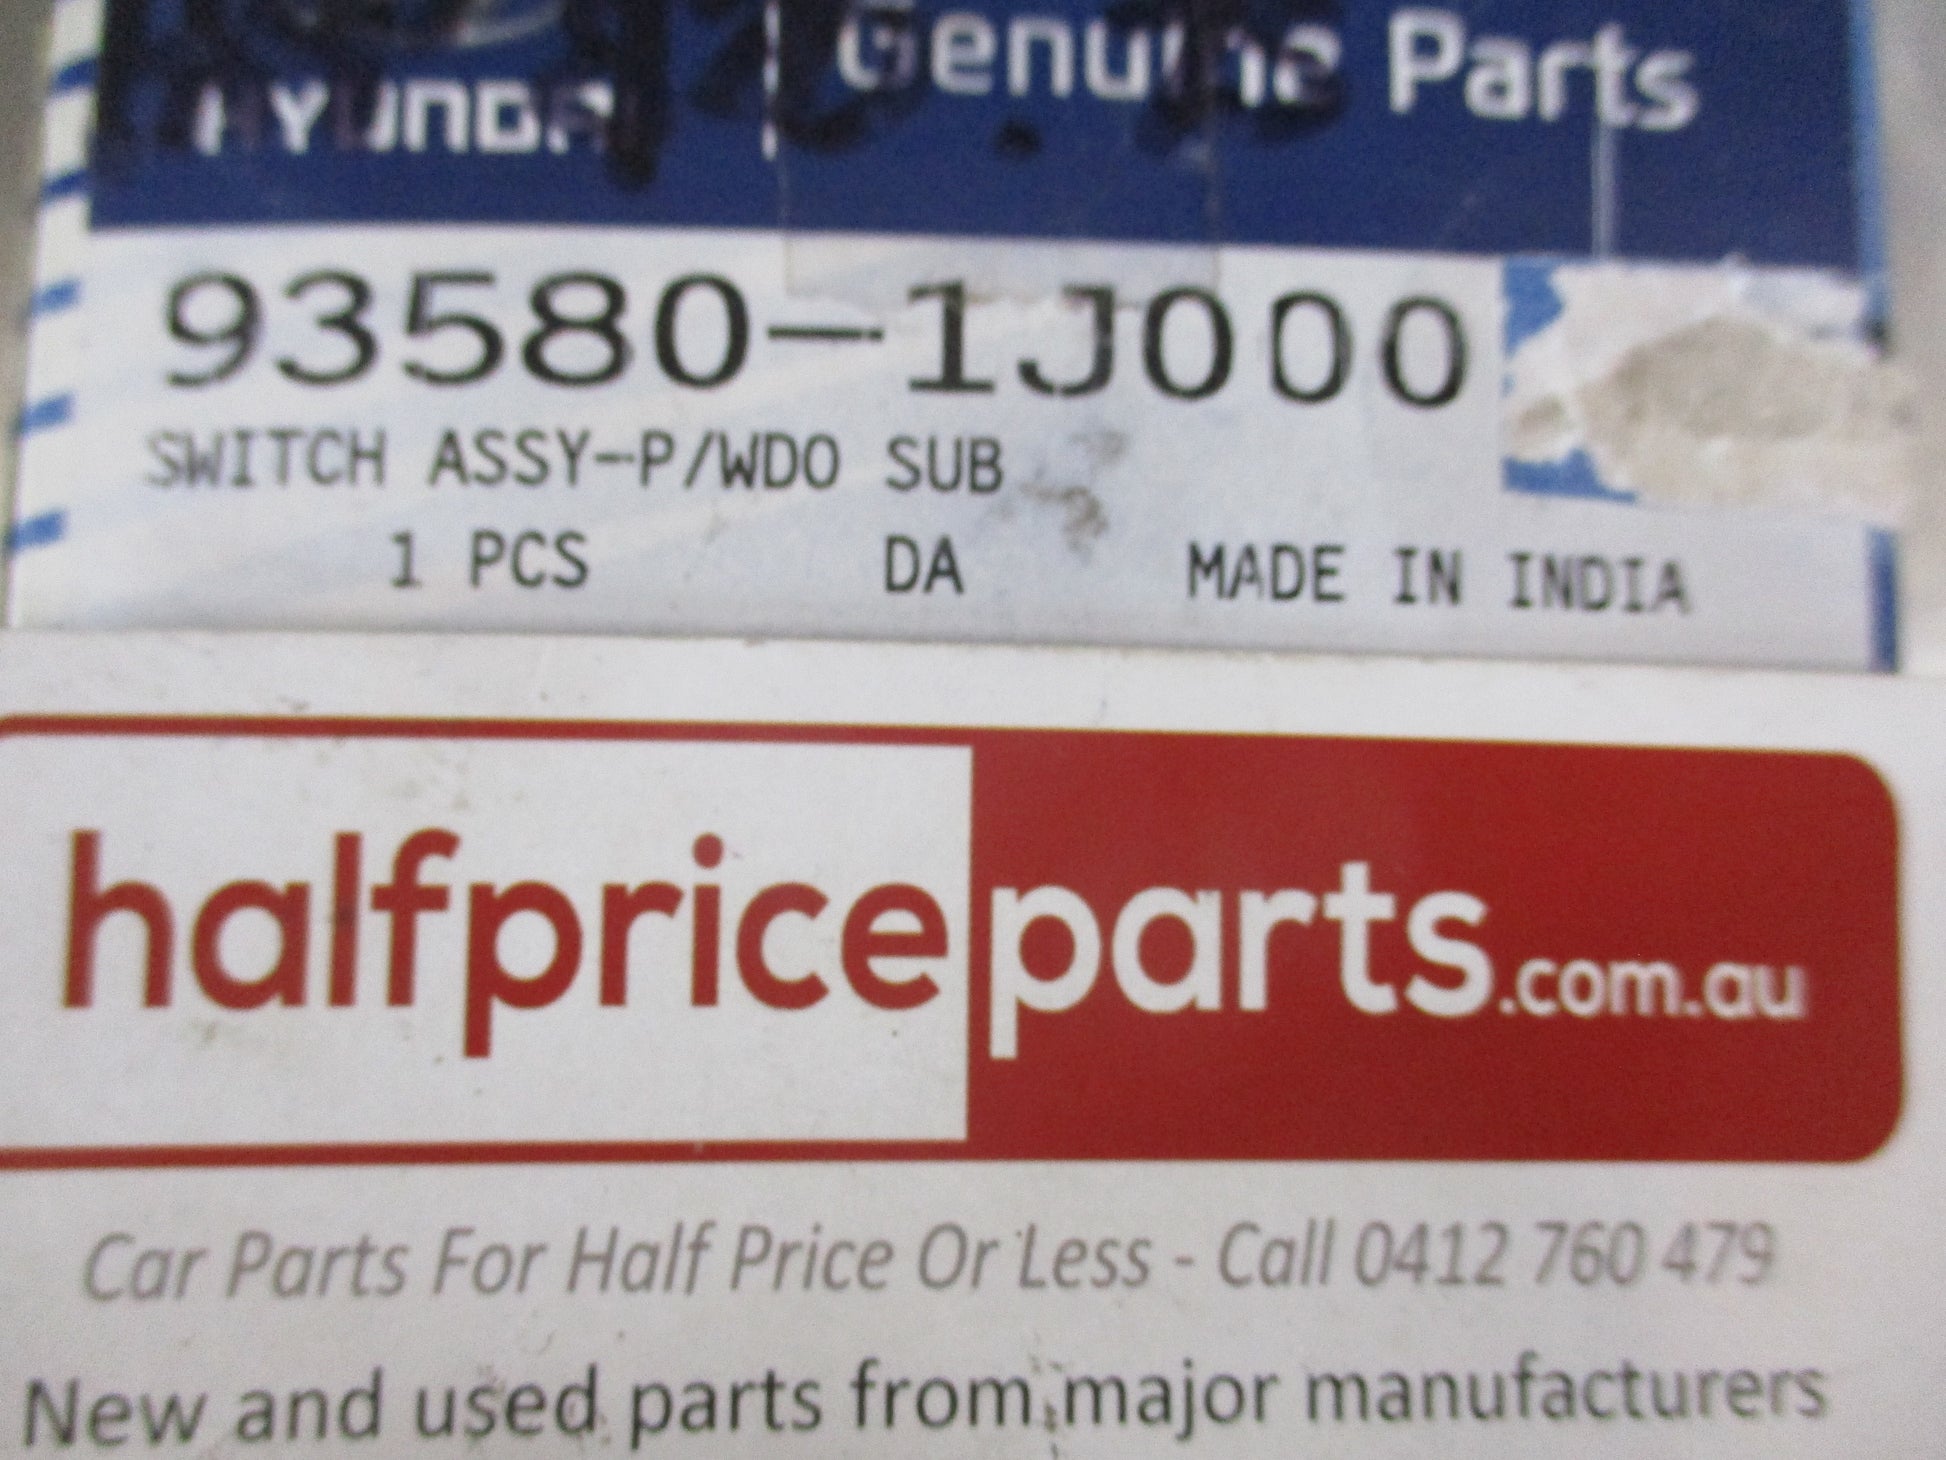 HYUNDAI Genuine Parts
93580-1J000
SWITCH ASSY-P/WDO SUB
1 PCS DA MADE IN INDIA
halfpriceparts.com.au
Car Parts For Half Price Or Less - Call 0412 760 479
New and used parts from major manufacturers